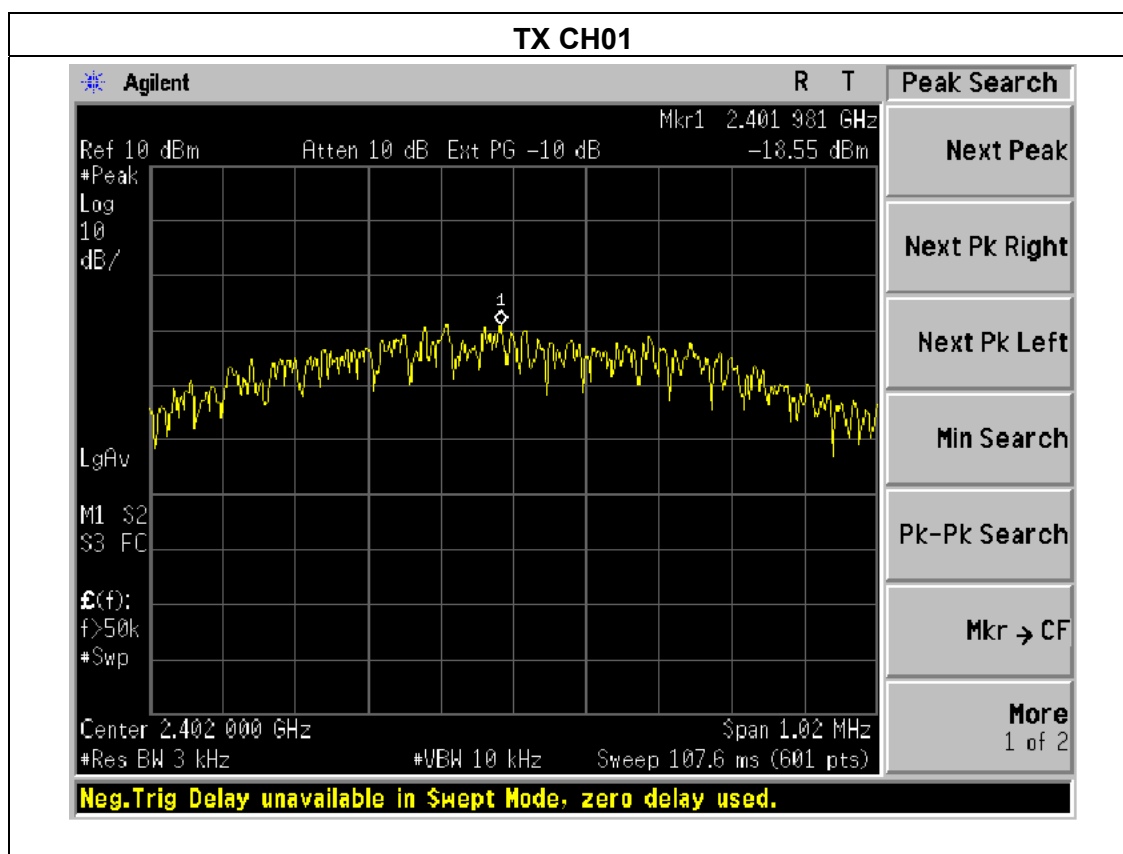 TX CH01
Agilent R T Peak Search
Mkr1 2.401 981 GHz
Ref 10 dBm Atten 10 dB Ext PG -10 dB -18.55 dBm
#Peak
Log
10
dB/
1
LgAv
M1 S2
S3 FC
£(f):
f>50k
#Swp
Center 2.402 000 GHz Span 1.02 MHz
#Res BW 3 kHz #VBW 10 kHz Sweep 107.6 ms (601 pts)
Neg.Trig Delay unavailable in Swept Mode, zero delay used.
Next Peak
Next Pk Right
Next Pk Left
Min Search
Pk-Pk Search
Mkr → CF
More
1 of 2